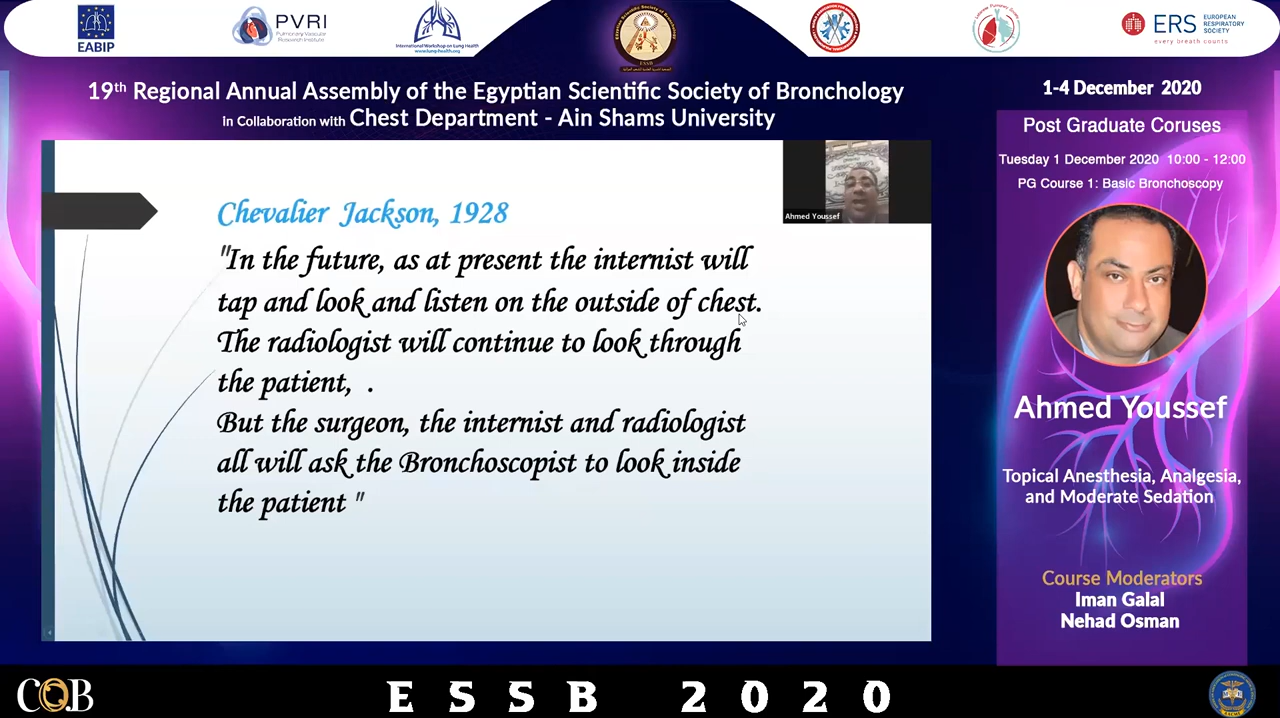 EABIP
PVRI
Pulmonary Vascular
Research Institute
International Workshop on Lung Health
www.lung-health.org
ESSB
ERS
EUROPEAN
RESPIRATORY
SOCIETY
every breath counts
19th Regional Annual Assembly of the Egyptian Scientific Society of Bronchology
in Collaboration with Chest Department - Ain Shams University
1-4 December 2020
Post Graduate Coruses
Tuesday 1 December 2020 10:00 - 12:00
PG Course 1: Basic Bronchoscopy
Ahmed Youssef
Chevalier Jackson, 1928
"In the future, as at present the internist will
tap and look and listen on the outside of chest.
The radiologist will continue to look through
the patient, .
But the surgeon, the internist and radiologist
all will ask the Bronchoscopist to look inside
the patient "
Ahmed Youssef
Topical Anesthesia, Analgesia,
and Moderate Sedation
Course Moderators
Iman Galal
Nehad Osman
CQB
ESSB 2020